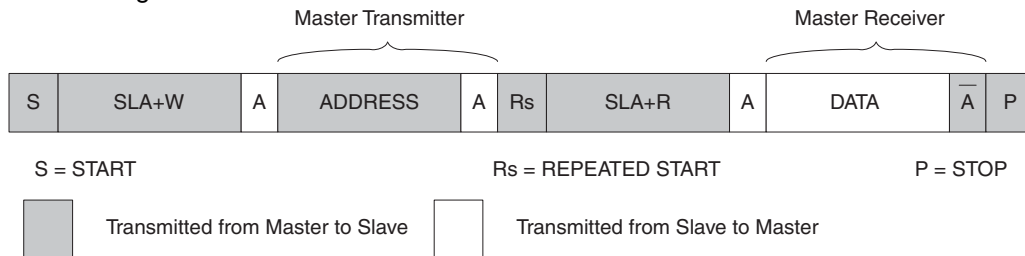 Master Transmitter Master Receiver
S SLA+W A ADDRESS A Rs SLA+R A DATA A̅ P
S = START Rs = REPEATED START P = STOP
Transmitted from Master to Slave Transmitted from Slave to Master